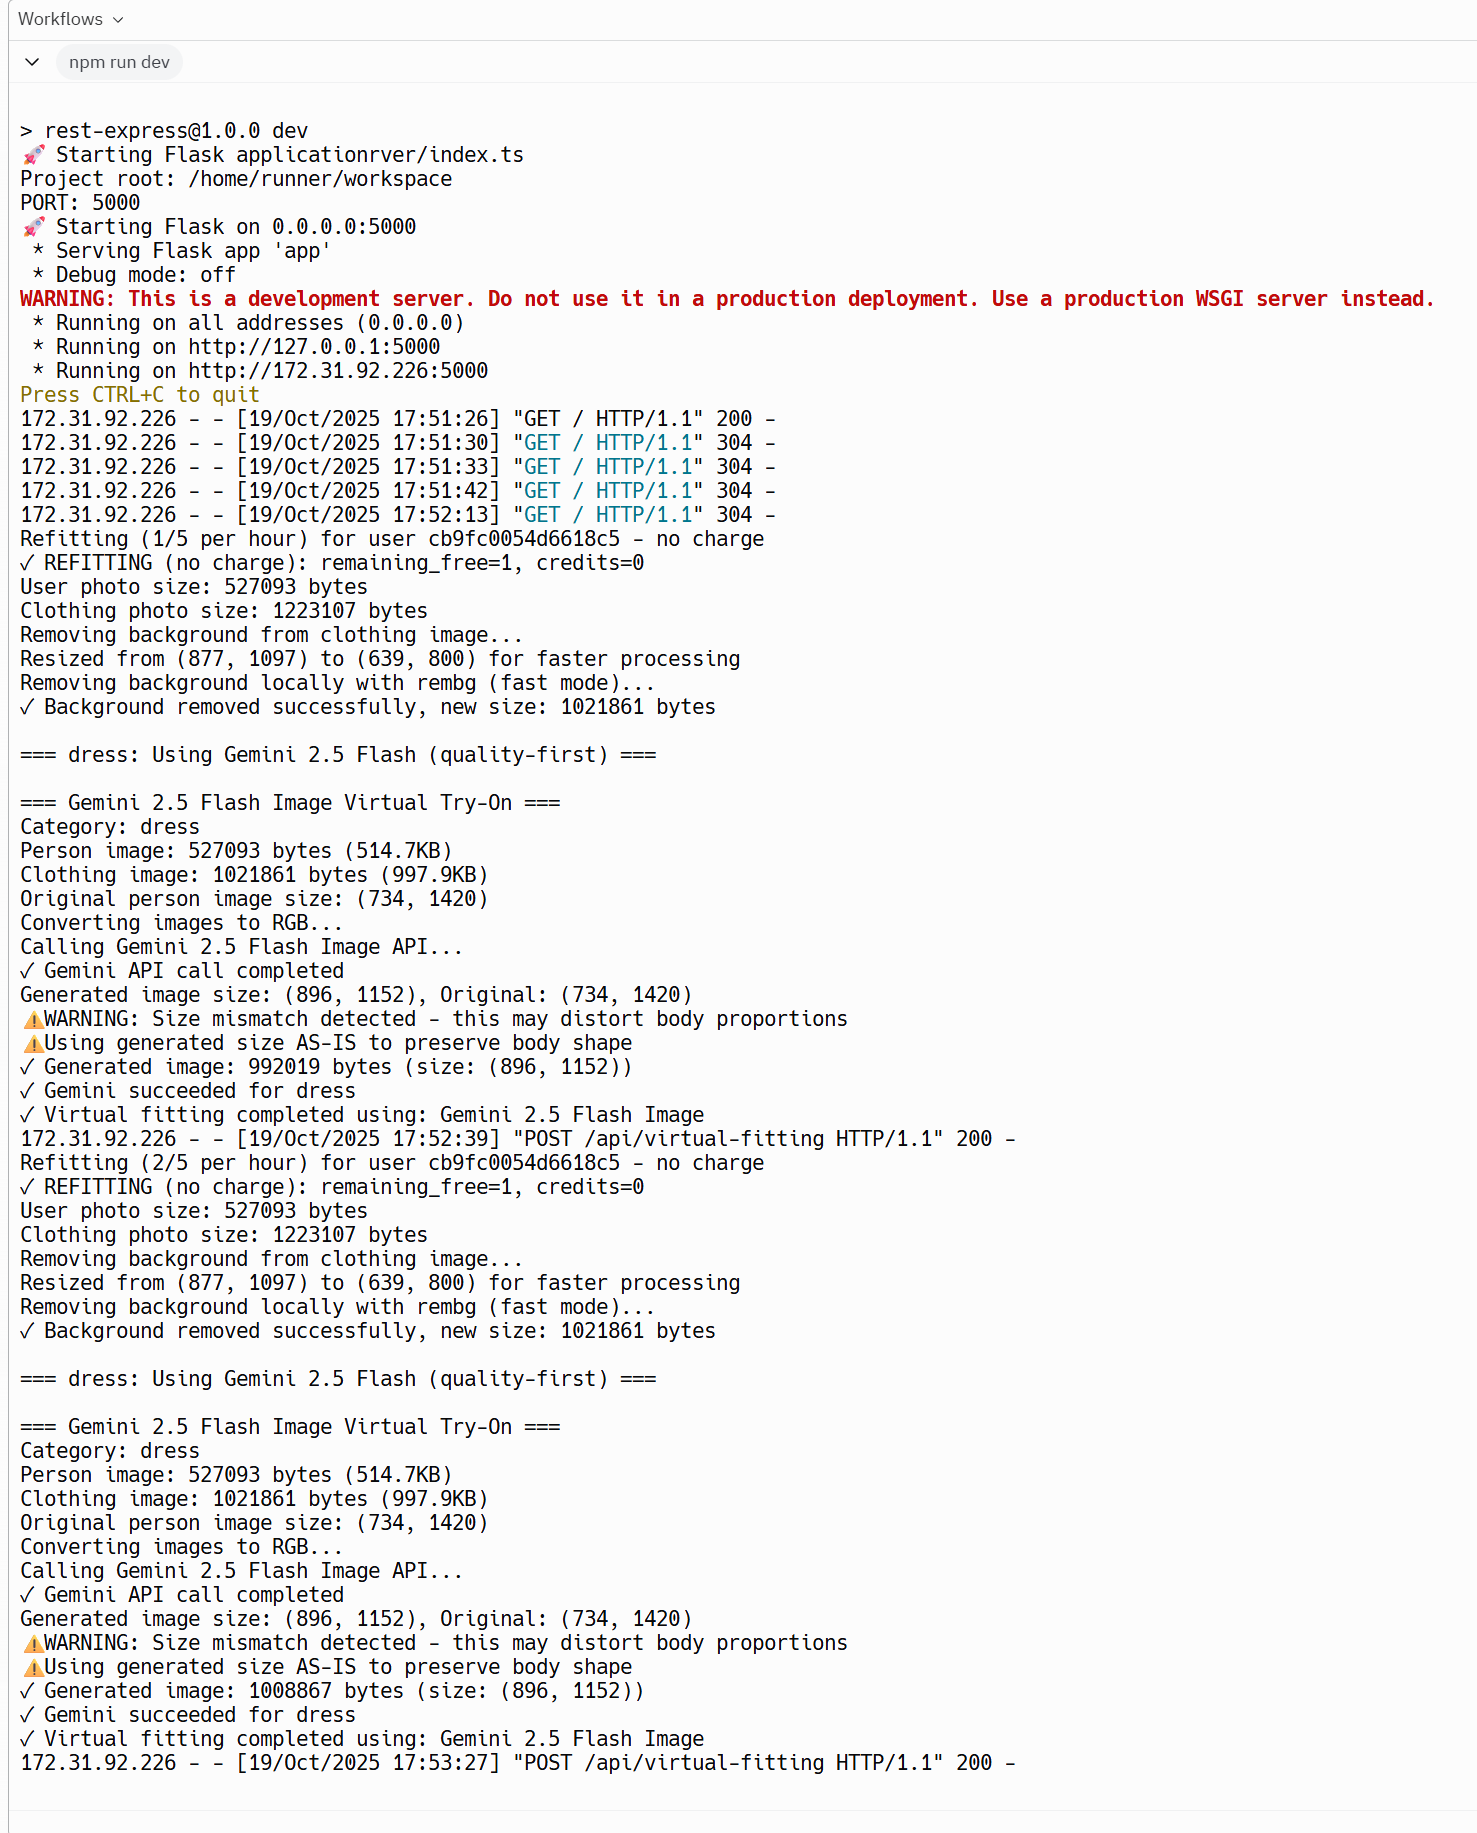 Workflows
npm run dev
> rest-express@1.0.0 dev
🚀 Starting Flask applicationrver/index.ts
Project root: /home/runner/workspace
PORT: 5000
🚀 Starting Flask on 0.0.0.0:5000
 * Serving Flask app 'app'
 * Debug mode: off
WARNING: This is a development server. Do not use it in a production deployment. Use a production WSGI server instead.
 * Running on all addresses (0.0.0.0)
 * Running on http://127.0.0.1:5000
 * Running on http://172.31.92.226:5000
Press CTRL+C to quit
172.31.92.226 - - [19/Oct/2025 17:51:26] "GET / HTTP/1.1" 200 -
172.31.92.226 - - [19/Oct/2025 17:51:30] "GET / HTTP/1.1" 304 -
172.31.92.226 - - [19/Oct/2025 17:51:33] "GET / HTTP/1.1" 304 -
172.31.92.226 - - [19/Oct/2025 17:51:42] "GET / HTTP/1.1" 304 -
172.31.92.226 - - [19/Oct/2025 17:52:13] "GET / HTTP/1.1" 304 -
Refitting (1/5 per hour) for user cb9fc0054d6618c5 - no charge
✓ REFITTING (no charge): remaining_free=1, credits=0
User photo size: 527093 bytes
Clothing photo size: 1223107 bytes
Removing background from clothing image...
Resized from (877, 1097) to (639, 800) for faster processing
Removing background locally with rembg (fast mode)...
✓ Background removed successfully, new size: 1021861 bytes
=== dress: Using Gemini 2.5 Flash (quality-first) ===
=== Gemini 2.5 Flash Image Virtual Try-On ===
Category: dress
Person image: 527093 bytes (514.7KB)
Clothing image: 1021861 bytes (997.9KB)
Original person image size: (734, 1420)
Converting images to RGB...
Calling Gemini 2.5 Flash Image API...
✓ Gemini API call completed
Generated image size: (896, 1152), Original: (734, 1420)
⚠️WARNING: Size mismatch detected - this may distort body proportions
⚠️Using generated size AS-IS to preserve body shape
✓ Generated image: 992019 bytes (size: (896, 1152))
✓ Gemini succeeded for dress
✓ Virtual fitting completed using: Gemini 2.5 Flash Image
172.31.92.226 - - [19/Oct/2025 17:52:39] "POST /api/virtual-fitting HTTP/1.1" 200 -
Refitting (2/5 per hour) for user cb9fc0054d6618c5 - no charge
✓ REFITTING (no charge): remaining_free=1, credits=0
User photo size: 527093 bytes
Clothing photo size: 1223107 bytes
Removing background from clothing image...
Resized from (877, 1097) to (639, 800) for faster processing
Removing background locally with rembg (fast mode)...
✓ Background removed successfully, new size: 1021861 bytes
=== dress: Using Gemini 2.5 Flash (quality-first) ===
=== Gemini 2.5 Flash Image Virtual Try-On ===
Category: dress
Person image: 527093 bytes (514.7KB)
Clothing image: 1021861 bytes (997.9KB)
Original person image size: (734, 1420)
Converting images to RGB...
Calling Gemini 2.5 Flash Image API...
✓ Gemini API call completed
Generated image size: (896, 1152), Original: (734, 1420)
⚠️WARNING: Size mismatch detected - this may distort body proportions
⚠️Using generated size AS-IS to preserve body shape
✓ Generated image: 1008867 bytes (size: (896, 1152))
✓ Gemini succeeded for dress
✓ Virtual fitting completed using: Gemini 2.5 Flash Image
172.31.92.226 - - [19/Oct/2025 17:53:27] "POST /api/virtual-fitting HTTP/1.1" 200 -